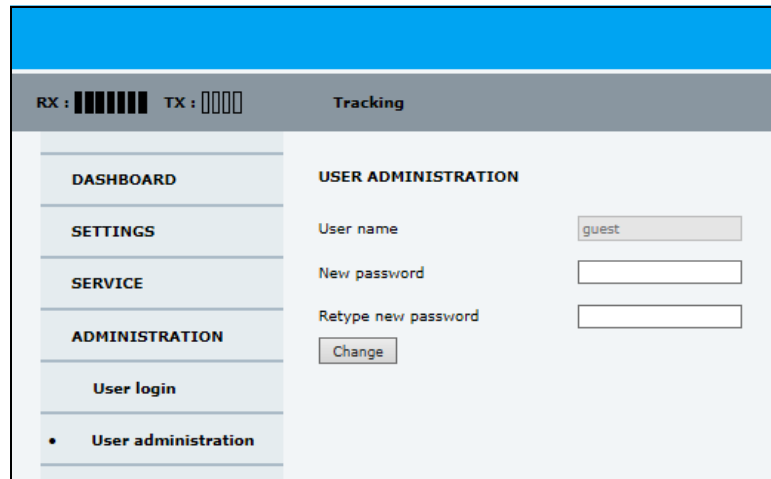 RX : TX : Tracking
DASHBOARD
SETTINGS
SERVICE
ADMINISTRATION
User login
• User administration
USER ADMINISTRATION
User name guest
New password
Retype new password
Change